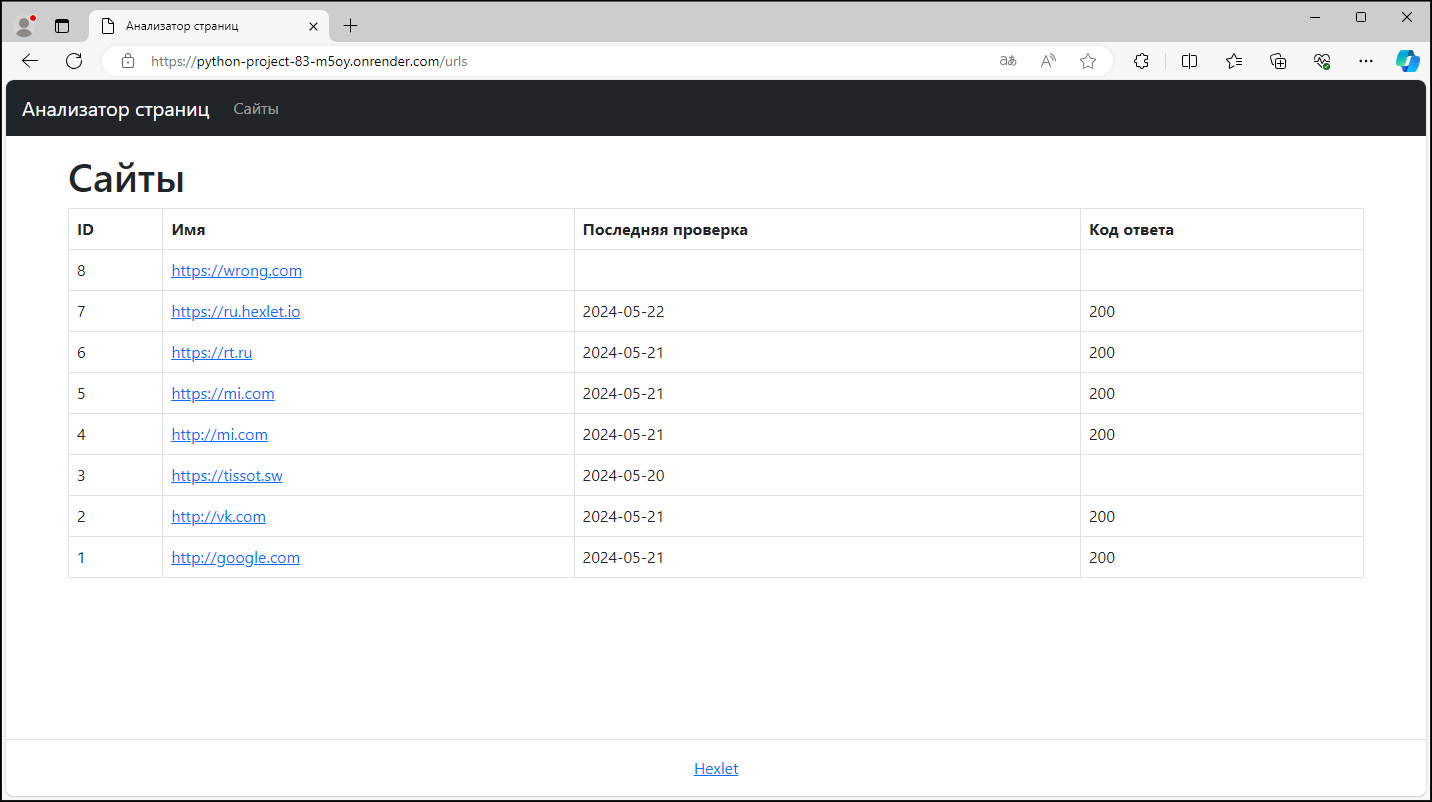 Анализатор страниц
https://python-project-83-m5oy.onrender.com/urls
Анализатор страниц Сайты
Сайты
ID Имя Последняя проверка Код ответа
8 https://wrong.com
7 https://ru.hexlet.io 2024-05-22 200
6 https://rt.ru 2024-05-21 200
5 https://mi.com 2024-05-21 200
4 http://mi.com 2024-05-21 200
3 https://tissot.sw 2024-05-20
2 http://vk.com 2024-05-21 200
1 http://google.com 2024-05-21 200
Hexlet